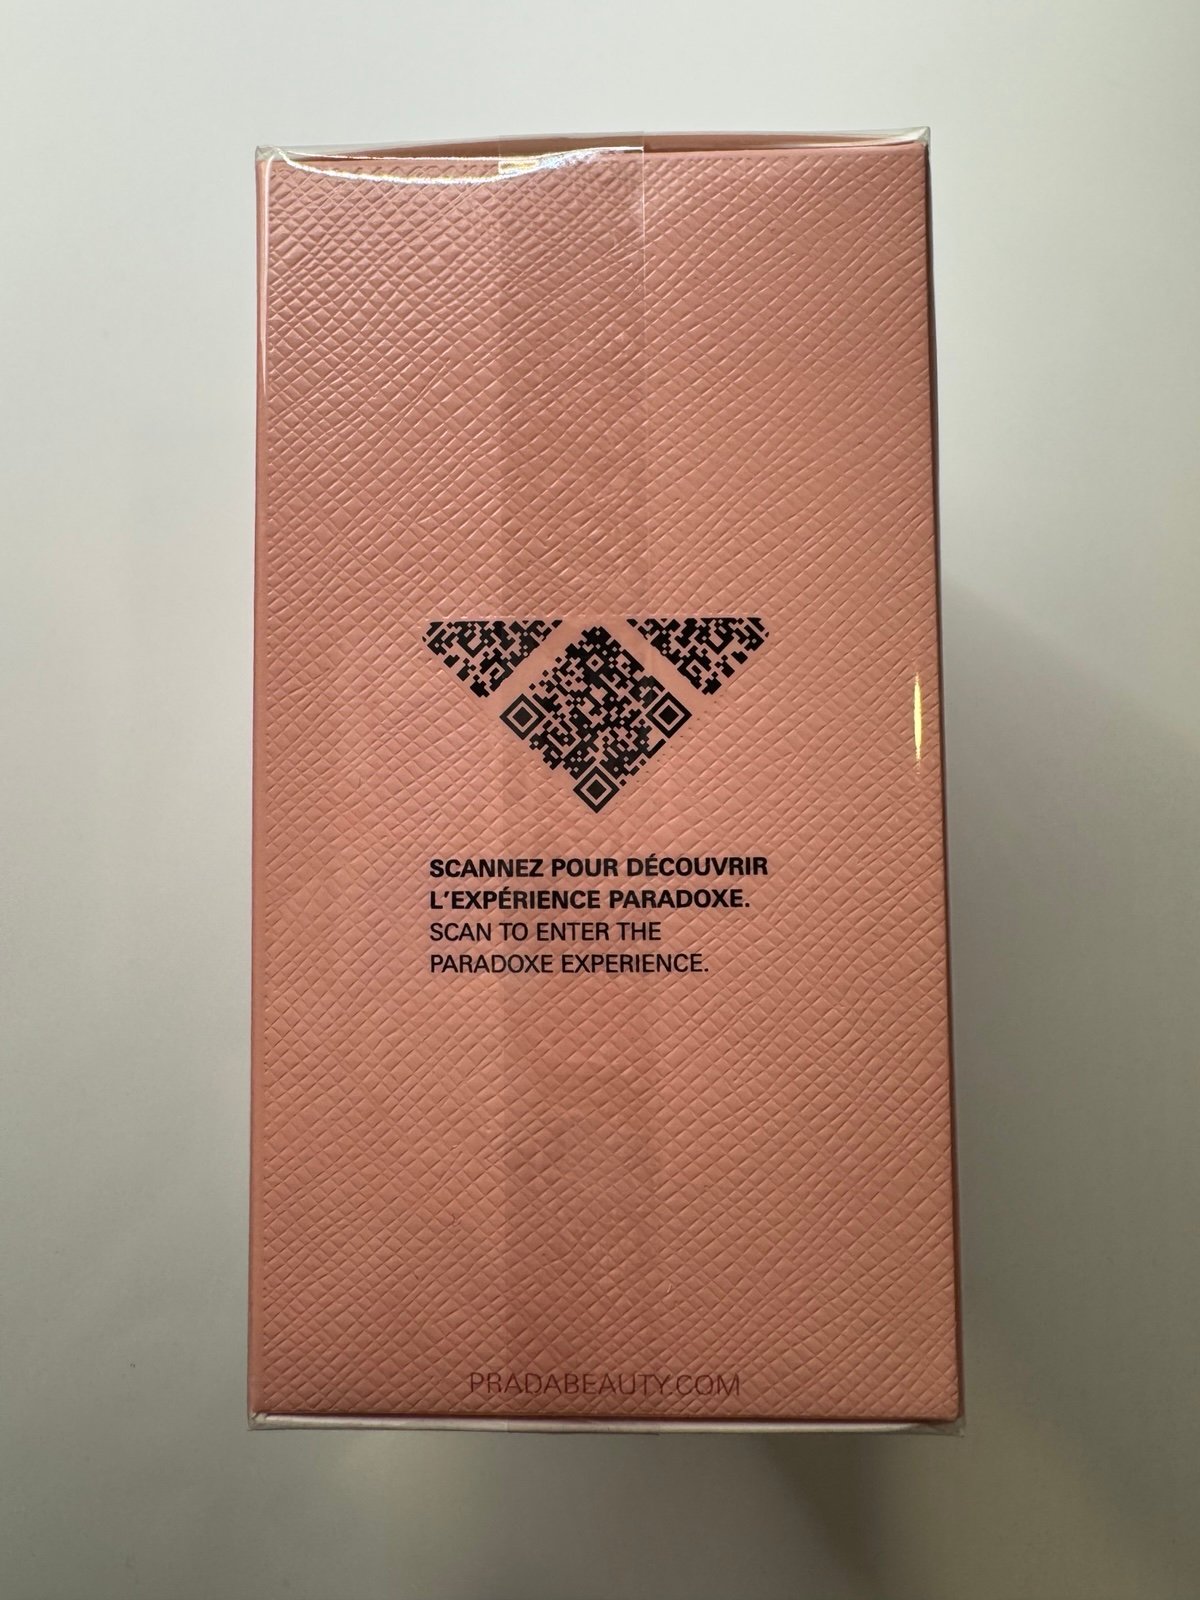 SCANNEZ POUR DÉCOUVRIR
L'EXPÉRIENCE PARADOXE.
SCAN TO ENTER THE
PARADOXE EXPERIENCE.
PRADABEAUTY.COM